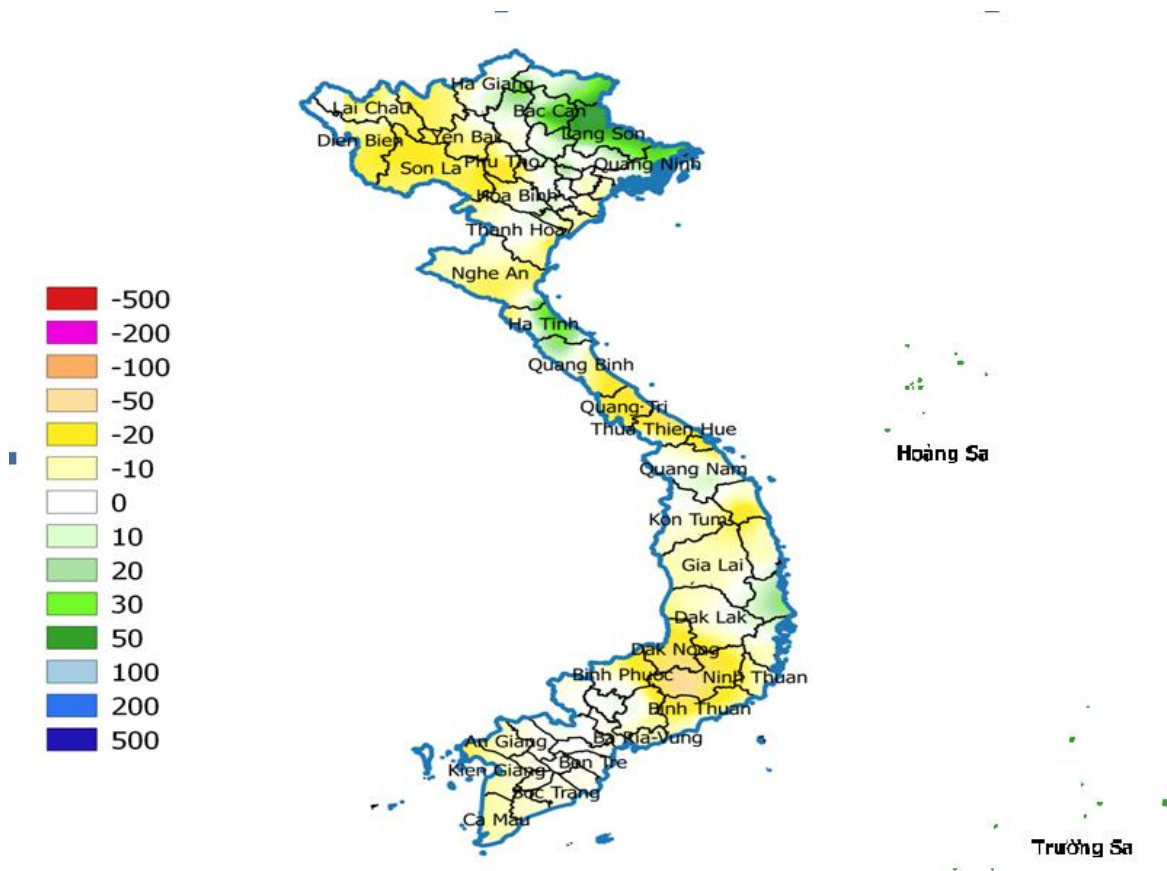 Ha Giang
Lai Chau
Bac Can
Dien Bien
Yen Bai
Lang Son
Son La
Phu Tho
Quang Ninh
Hoa Binh
Thanh Hoa
Nghe An
Ha Tinh
Quang Binh
Quang Tri
Thua Thien Hue
Quang Nam
Kon Tum
Gia Lai
Dak Lak
Dak Nong
Binh Phuoc
Ninh Thuan
Binh Thuan
Ba Ria-Vung
An Giang
Ben Tre
Kien Giang
Soc Trang
Ca Mau
-500
-200
-100
-50
-20
-10
0
10
20
30
50
100
200
500
Hoàng Sa
Trường Sa